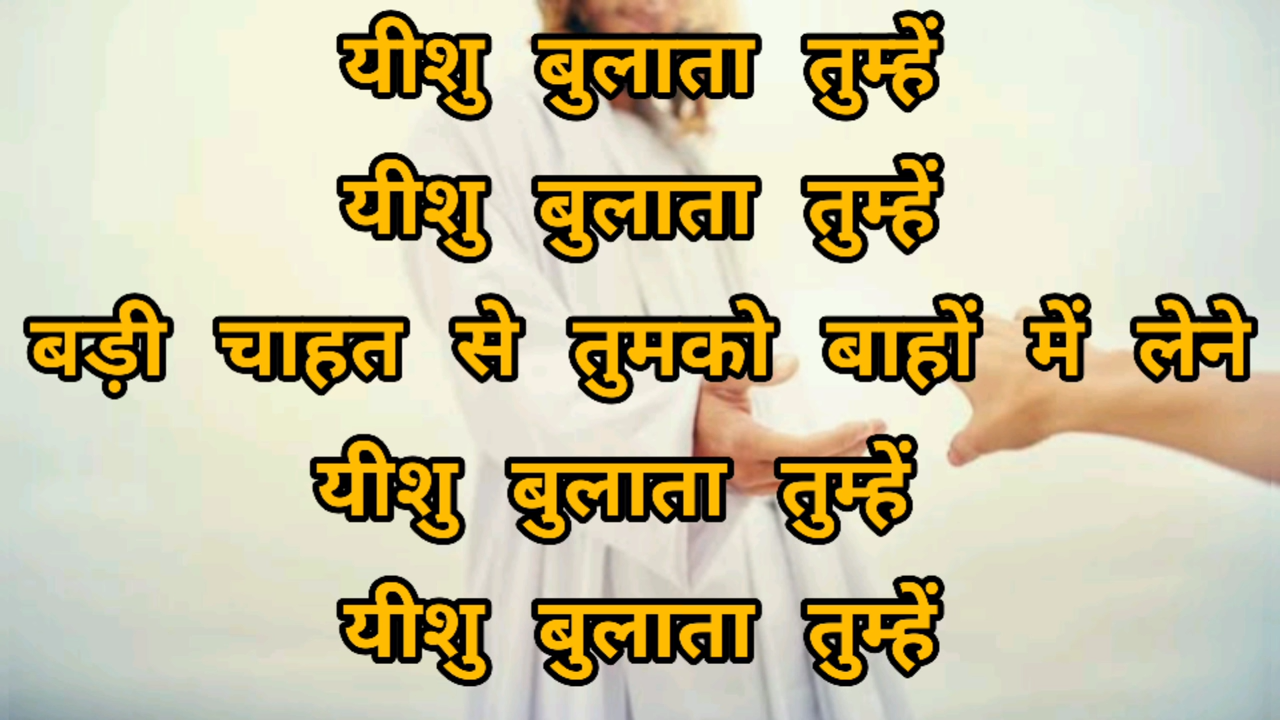 यीशु बुलाता तुम्हें
यीशु बुलाता तुम्हें
बड़ी चाहत से तुमको बाहों में लेने
यीशु बुलाता तुम्हें
यीशु बुलाता तुम्हें